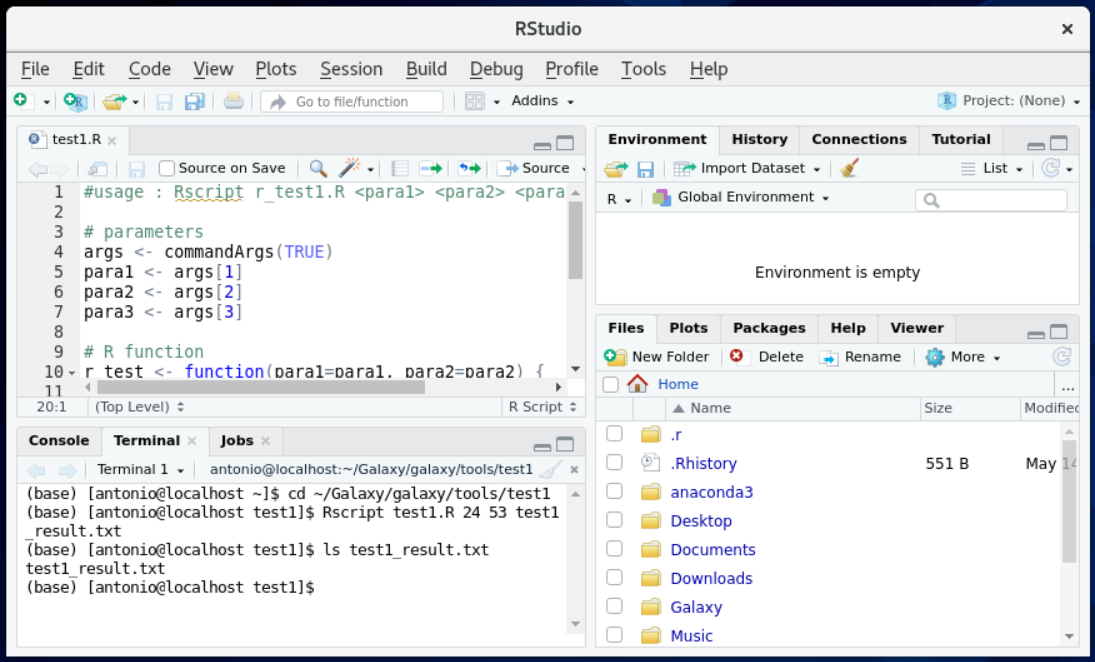 RStudio
File Edit Code View Plots Session Build Debug Profile Tools Help
Go to file/function Addins Project: (None)
test1.R
Source on Save Source
1 #usage : Rscript r_test1.R <para1> <para2> <para
2
3 # parameters
4 args <- commandArgs(TRUE)
5 para1 <- args[1]
6 para2 <- args[2]
7 para3 <- args[3]
8
9 # R function
10 r_test <- function(para1=para1, para2=para2) {
11
20:1 (Top Level) R Script
Console Terminal Jobs
Terminal 1 antonio@localhost:~/Galaxy/galaxy/tools/test1
(base) [antonio@localhost ~]$ cd ~/Galaxy/galaxy/tools/test1
(base) [antonio@localhost test1]$ Rscript test1.R 24 53 test1
_result.txt
(base) [antonio@localhost test1]$ ls test1_result.txt
test1_result.txt
(base) [antonio@localhost test1]$
Environment History Connections Tutorial
Import Dataset List
R Global Environment
Environment is empty
Files Plots Packages Help Viewer
New Folder Delete Rename More
Home ...
Name Size Modified
.r
.Rhistory 551 B May 14
anaconda3
Desktop
Documents
Downloads
Galaxy
Music